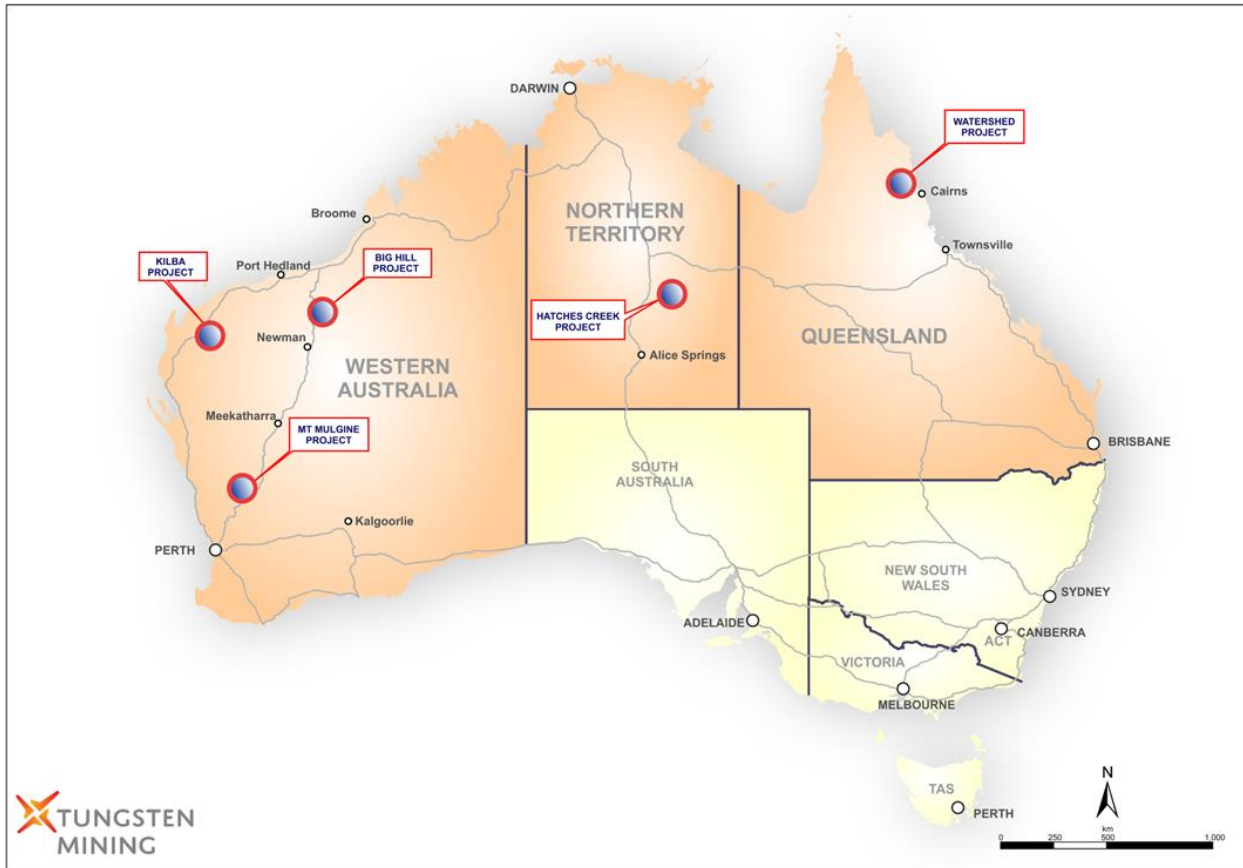 DARWIN
WATERSHED
PROJECT
Cairns
NORTHERN
TERRITORY
Broome
Townsville
KILBA
PROJECT
Port Hedland
BIG HILL
PROJECT
HATCHES CREEK
PROJECT
Newman
QUEENSLAND
WESTERN
AUSTRALIA
Alice Springs
Meekatharra
MT MULGINE
PROJECT
BRISBANE
SOUTH
AUSTRALIA
Kalgoorlie
PERTH
NEW SOUTH
WALES
SYDNEY
ADELAIDE
ACT
CANBERRA
VICTORIA
MELBOURNE
TAS
PERTH
N
km
0 250 500 1,000
TUNGSTEN
MINING